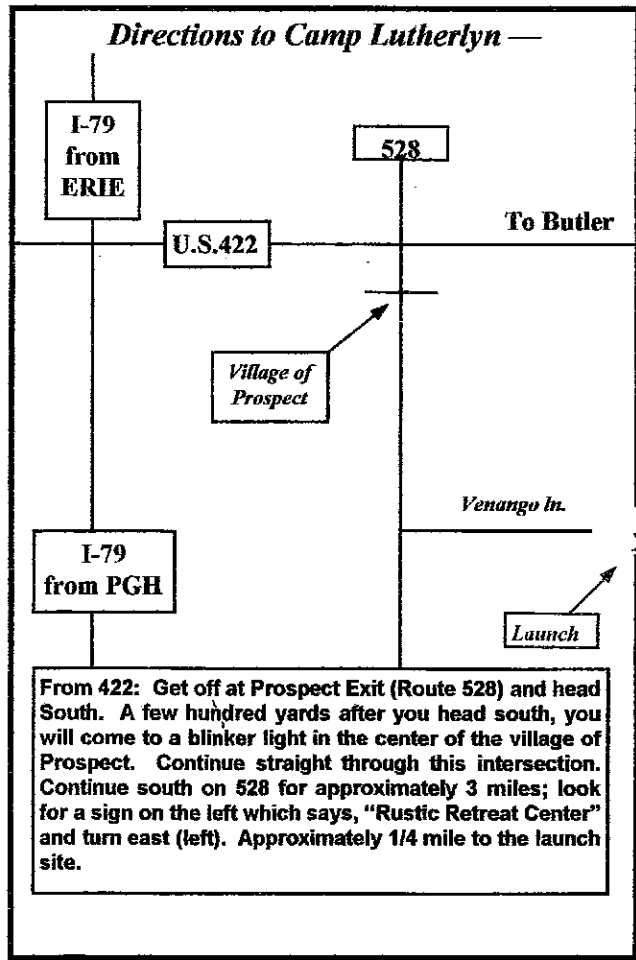 Directions to Camp Lutherlyn —
I-79
from
ERIE
528
U.S.422
To Butler
Village of
Prospect
Venango ln.
I-79
from PGH
Launch
From 422: Get off at Prospect Exit (Route 528) and head
South. A few hundred yards after you head south, you
will come to a blinker light in the center of the village of
Prospect. Continue straight through this intersection.
Continue south on 528 for approximately 3 miles; look
for a sign on the left which says, "Rustic Retreat Center"
and turn east (left). Approximately 1/4 mile to the launch
site.